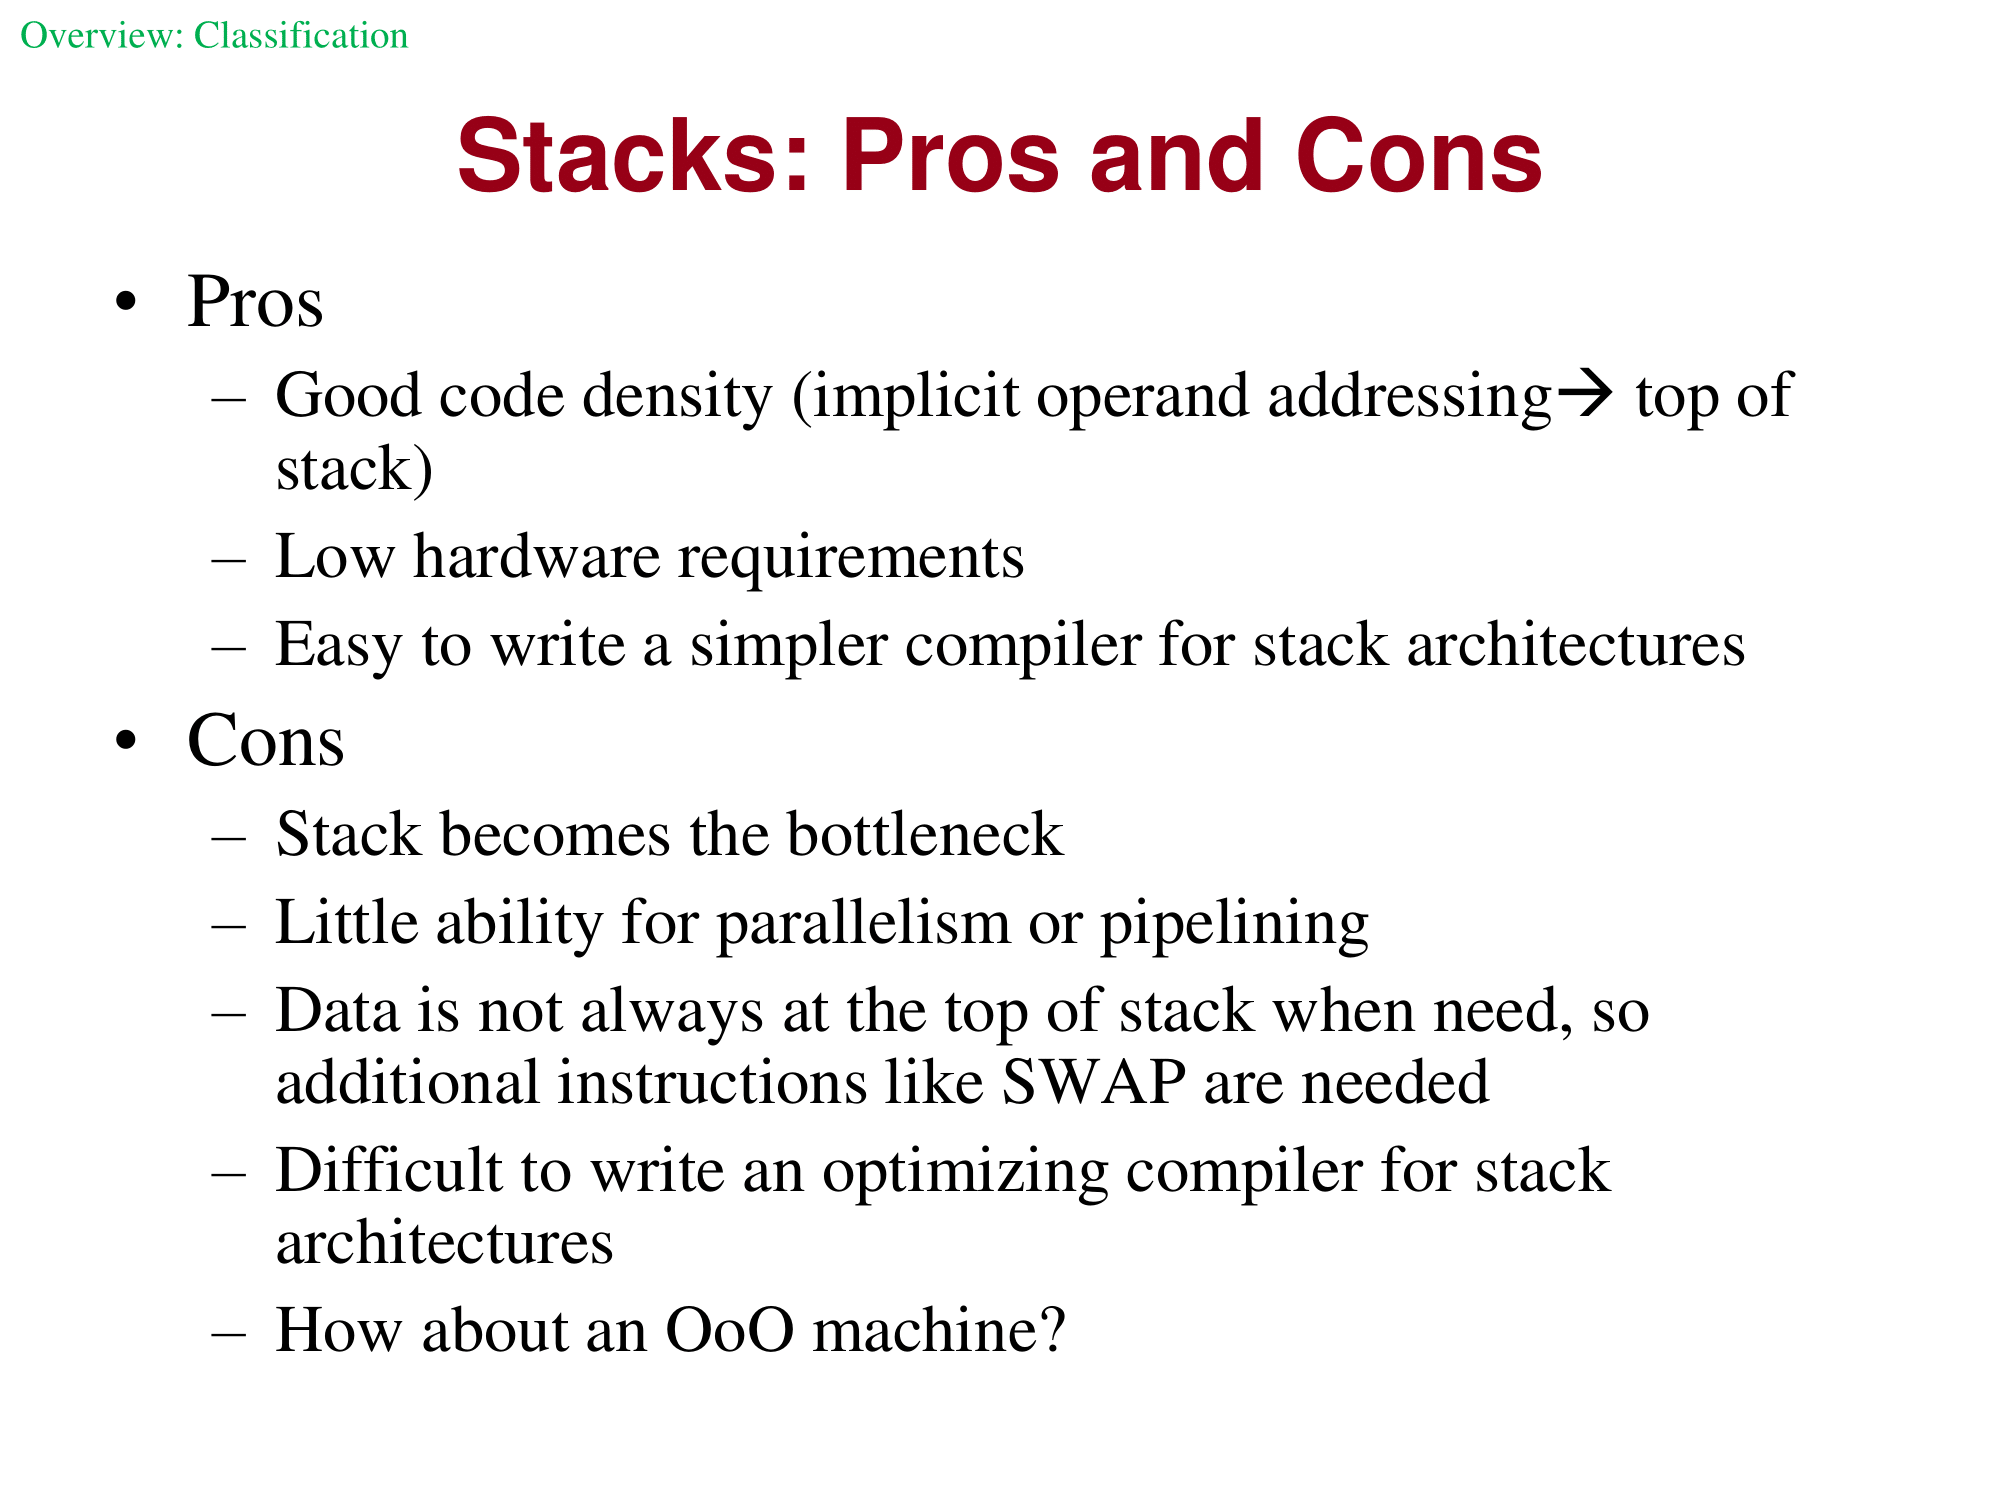 Overview: Classification
Stacks: Pros and Cons
• Pros
– Good code density (implicit operand addressing→ top of
stack)
– Low hardware requirements
– Easy to write a simpler compiler for stack architectures
• Cons
– Stack becomes the bottleneck
– Little ability for parallelism or pipelining
– Data is not always at the top of stack when need, so
additional instructions like SWAP are needed
– Difficult to write an optimizing compiler for stack
architectures
– How about an OoO machine?